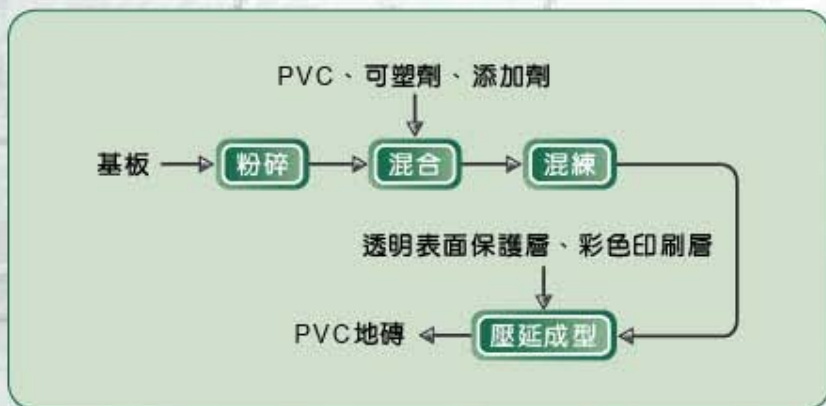 PVC、可塑劑、添加劑
基板 粉碎 混合 混練
透明表面保護層、彩色印刷層
PVC地磚 壓延成型